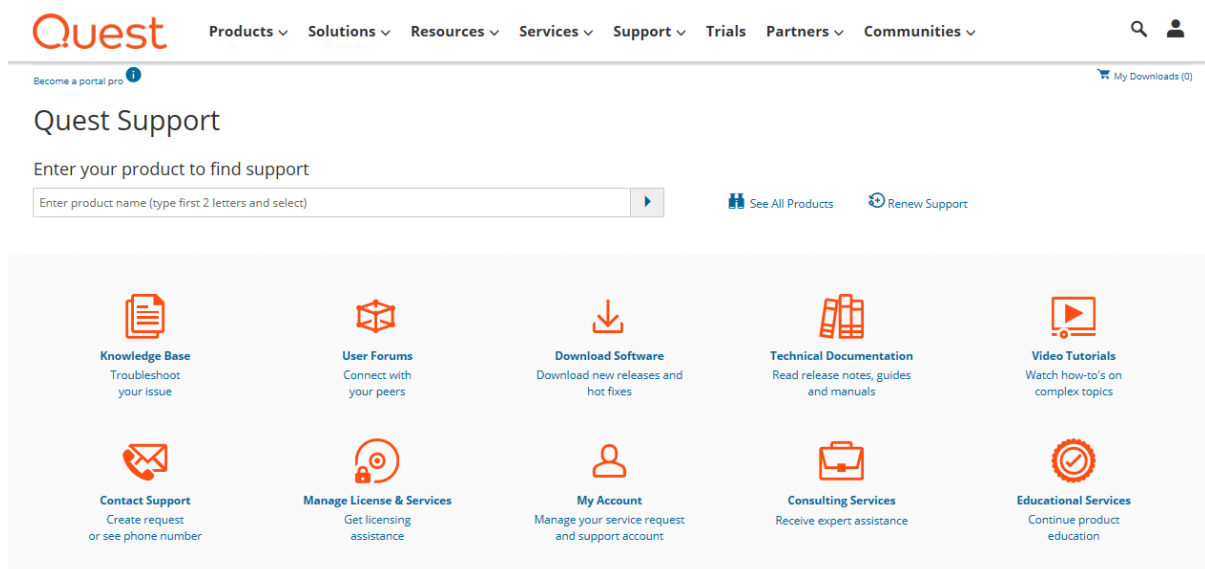 Quest Products Solutions Resources Services Support Trials Partners Communities
Become a portal pro i My Downloads (0)
Quest Support
Enter your product to find support
Enter product name (type first 2 letters and select) See All Products Renew Support
Knowledge Base User Forums Download Software Technical Documentation Video Tutorials
Troubleshoot Connect with Download new releases and Read release notes, guides Watch how-to's on
your issue your peers hot fixes and manuals complex topics
Contact Support Manage License & Services My Account Consulting Services Educational Services
Create request Get licensing Manage your service request Receive expert assistance Continue product
or see phone number assistance and support account education